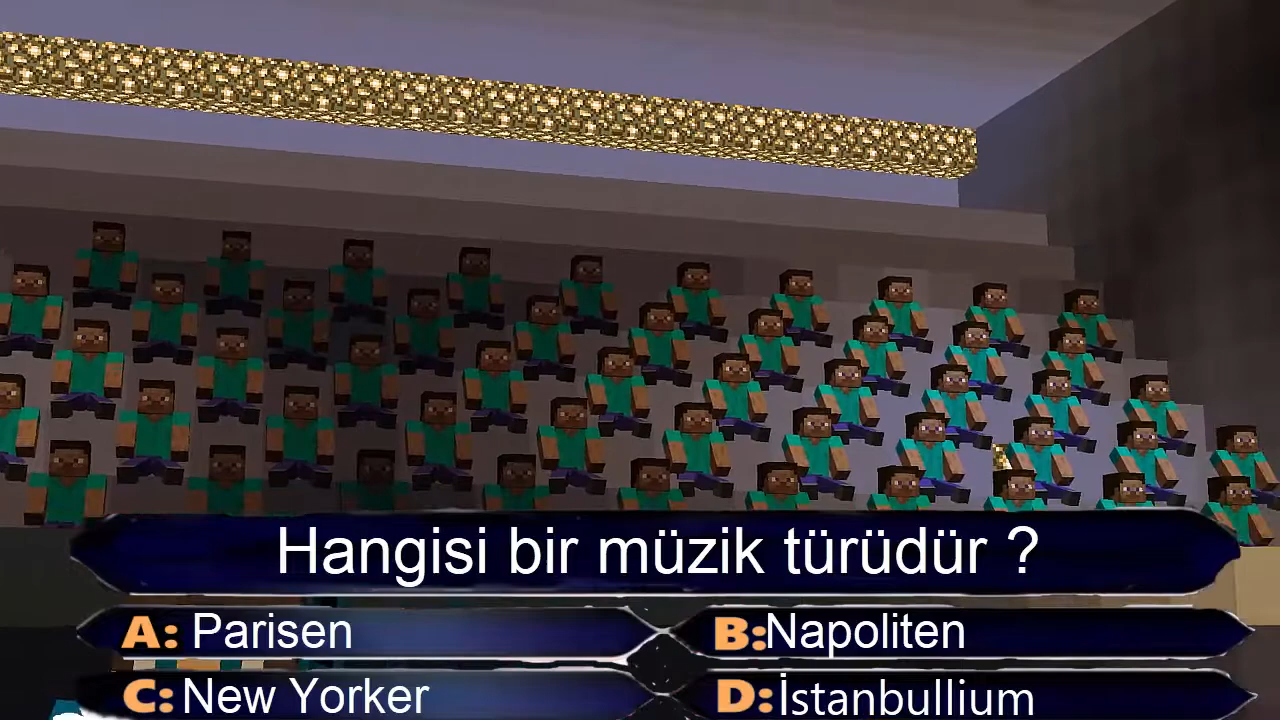 Hangisi bir müzik türüdür ?
A: Parisen
B:Napoliten
C: New Yorker
D: İstanbullium